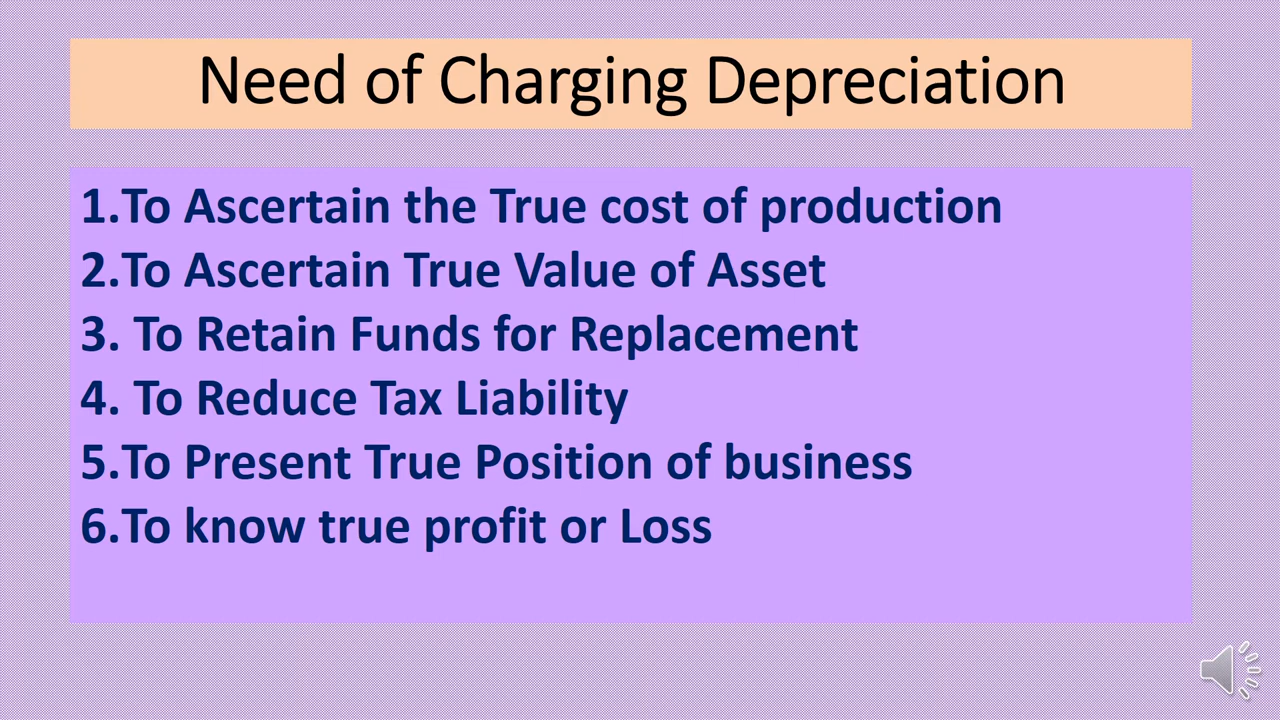 Need of Charging Depreciation
1.To Ascertain the True cost of production
2.To Ascertain True Value of Asset
3. To Retain Funds for Replacement
4. To Reduce Tax Liability
5.To Present True Position of business
6.To know true profit or Loss